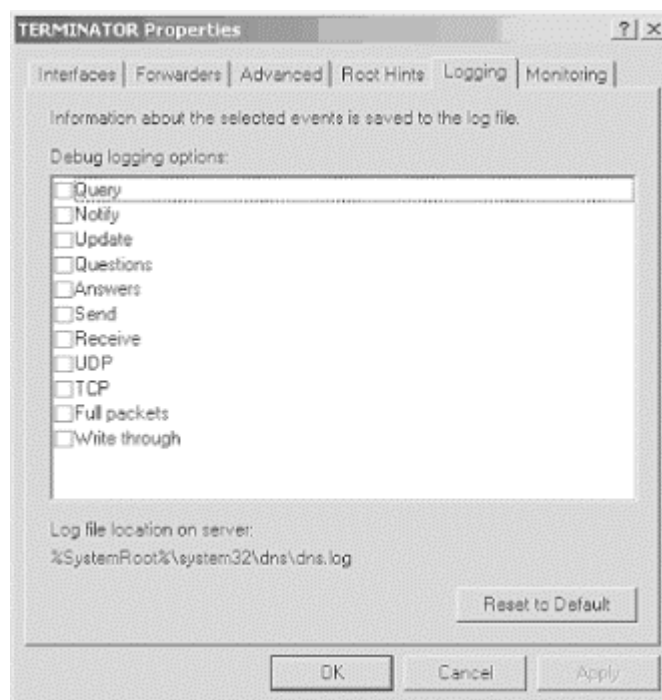 TERMINATOR Properties
Interfaces Forwarders Advanced Root Hints Logging Monitoring
Information about the selected events is saved to the log file.
Debug logging options:
Query
Notify
Update
Questions
Answers
Send
Receive
UDP
TCP
Full packets
Write through
Log file location on server:
%SystemRoot%\system32\dns\dns.log
Reset to Default
OK Cancel Apply